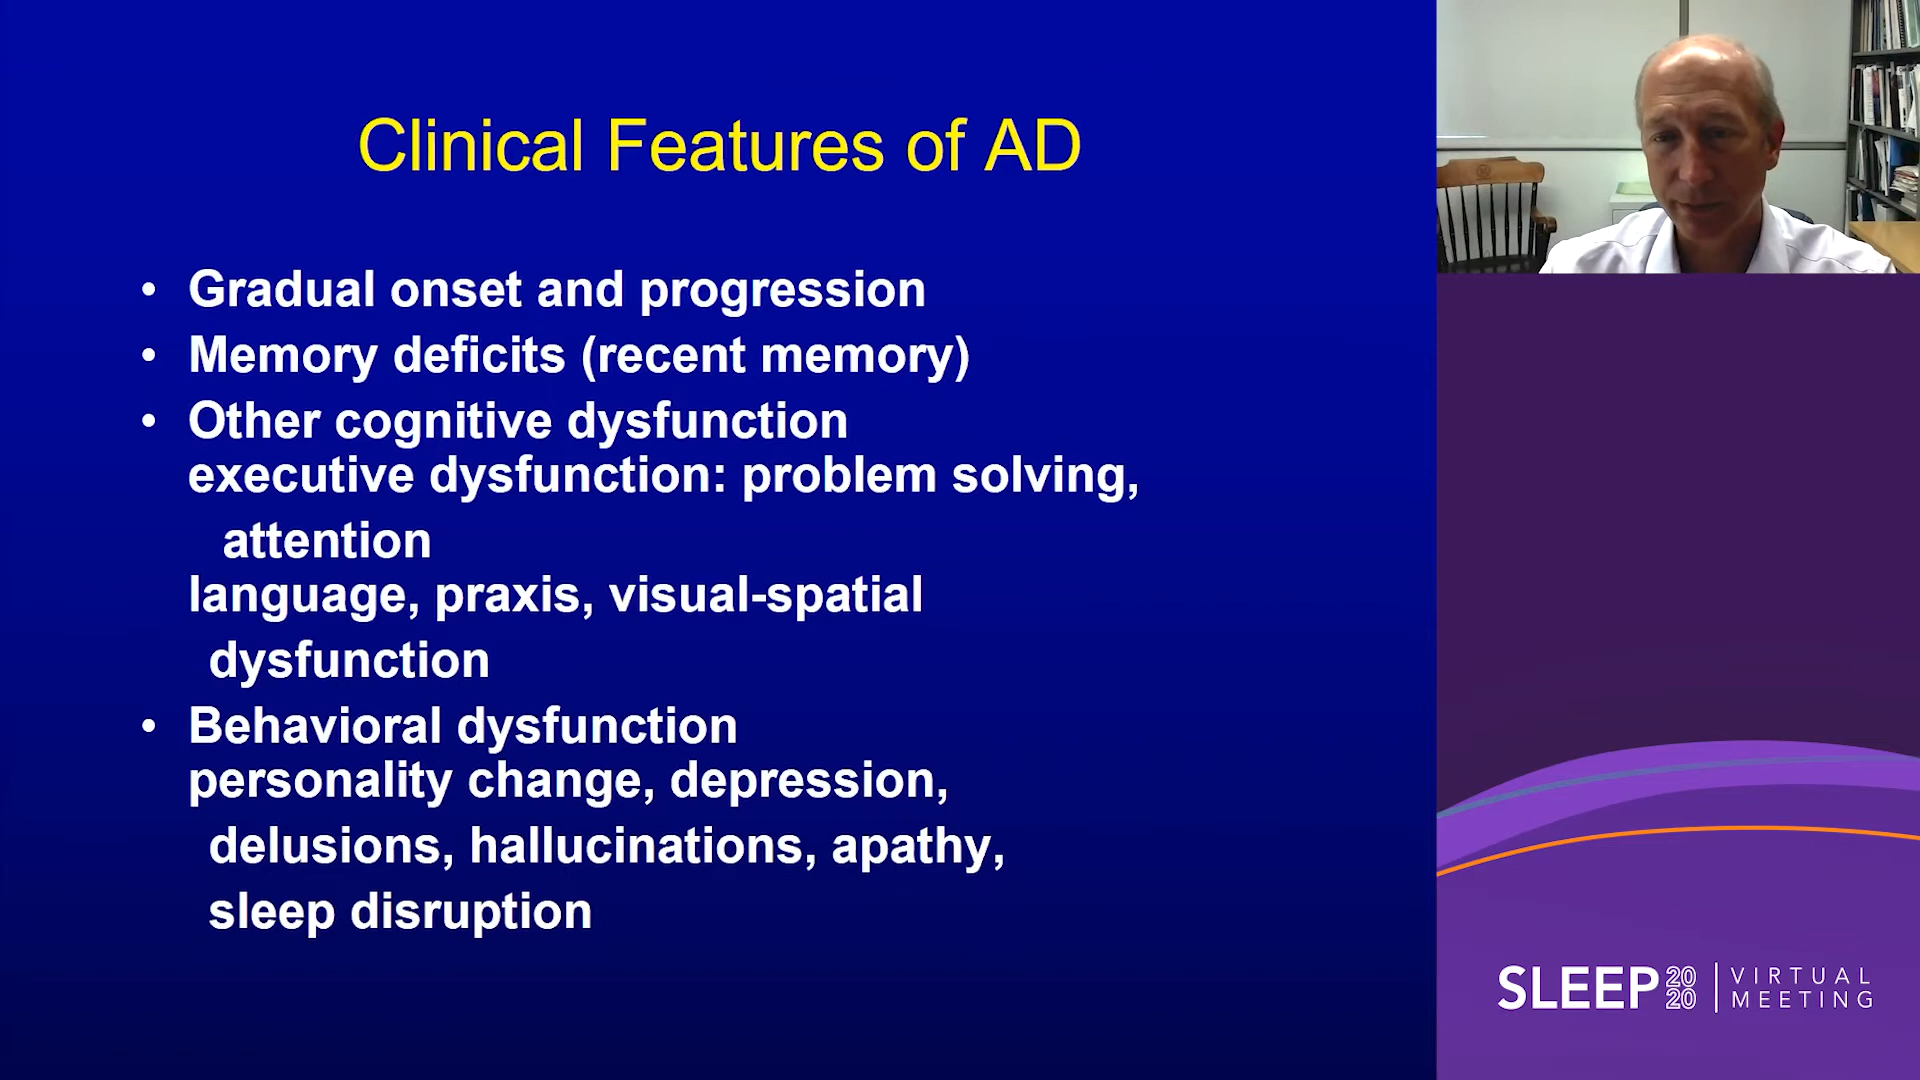 Clinical Features of AD
• Gradual onset and progression
• Memory deficits (recent memory)
• Other cognitive dysfunction
executive dysfunction: problem solving,
attention
language, praxis, visual-spatial
dysfunction
• Behavioral dysfunction
personality change, depression,
delusions, hallucinations, apathy,
sleep disruption
SLEEP 2020 | VIRTUAL MEETING